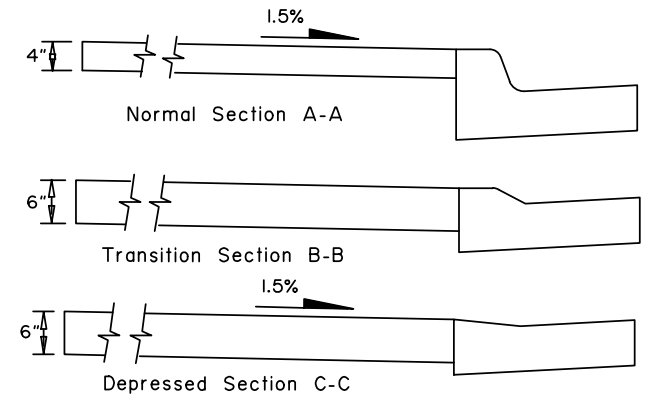 1.5%
4"
Normal Section A-A
6"
Transition Section B-B
1.5%
6"
Depressed Section C-C